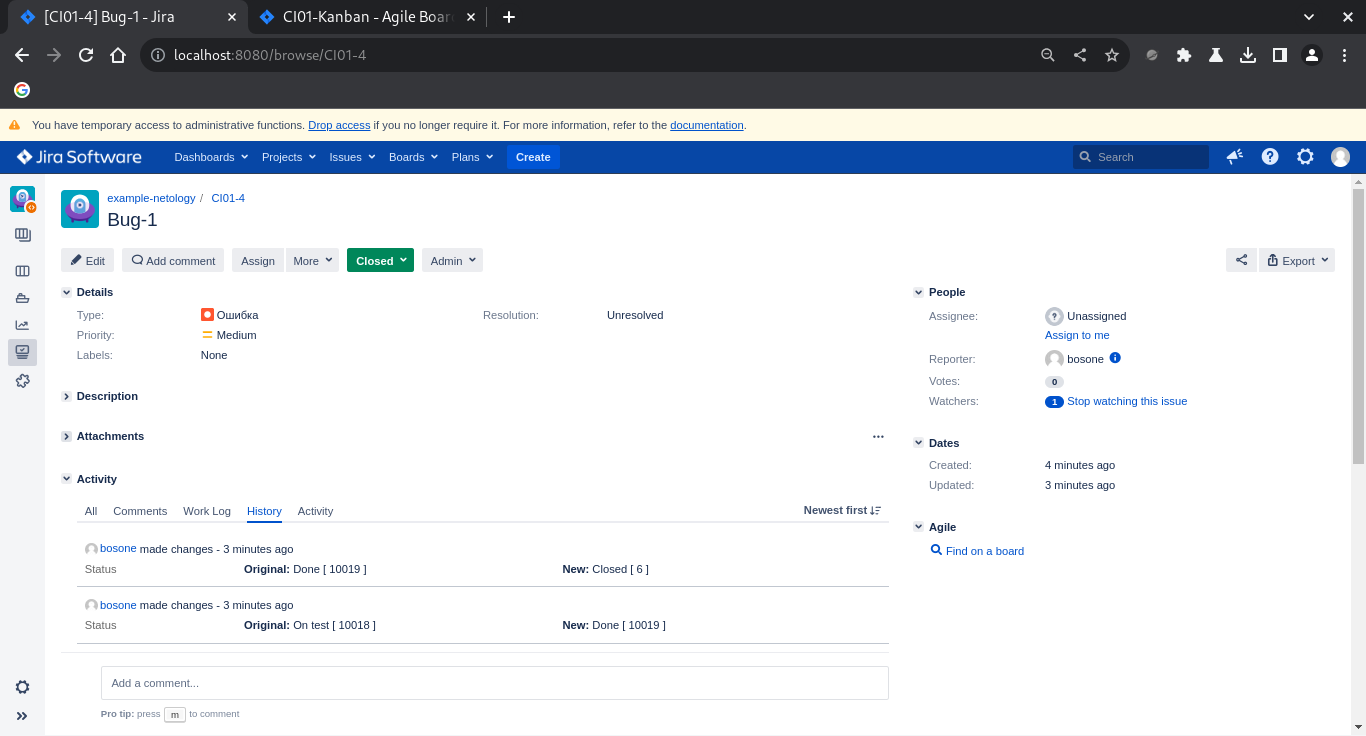 [CI01-4] Bug-1 - Jira
CI01-Kanban - Agile Boar
localhost:8080/browse/CI01-4
You have temporary access to administrative functions. Drop access if you no longer require it. For more information, refer to the documentation.
Jira Software Dashboards Projects Issues Boards Plans Create Search
example-netology / CI01-4
Bug-1
Edit Add comment Assign More Closed Admin Export
Details
Type: Ошибка Resolution: Unresolved
Priority: Medium
Labels: None
Description
Attachments
Activity
All Comments Work Log History Activity Newest first
bosone made changes - 3 minutes ago
Status Original: Done [ 10019 ] New: Closed [ 6 ]
bosone made changes - 3 minutes ago
Status Original: On test [ 10018 ] New: Done [ 10019 ]
Add a comment...
Pro tip: press m to comment
People
Assignee: Unassigned
Assign to me
Reporter: bosone
Votes: 0
Watchers: 1 Stop watching this issue
Dates
Created: 4 minutes ago
Updated: 3 minutes ago
Agile
Find on a board